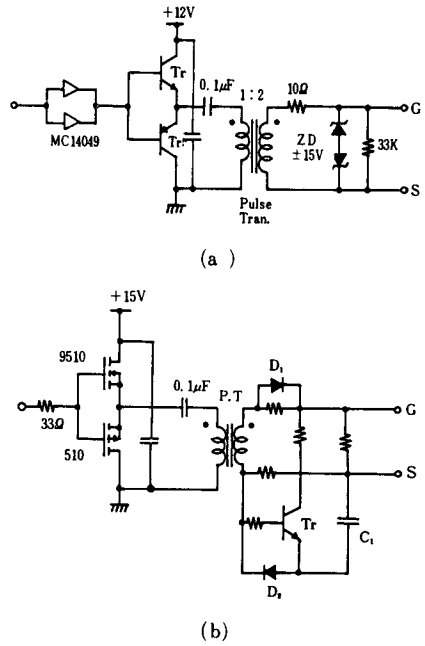 +12V
Tr
0.1μF
1:2
10Ω
G
MC14049
Tr
ZD
±15V
33K
S
Pulse
Tran.
(a)
+15V
9510
D₁
0.1μF
P.T
G
33Ω
510
S
Tr
C₁
D₂
(b)